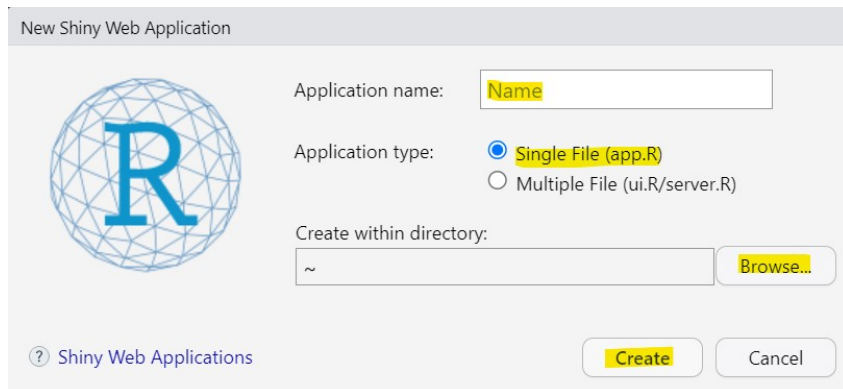 New Shiny Web Application
Application name: Name
Application type: Single File (app.R)
Multiple File (ui.R/server.R)
Create within directory:
~ Browse...
R
? Shiny Web Applications Create Cancel